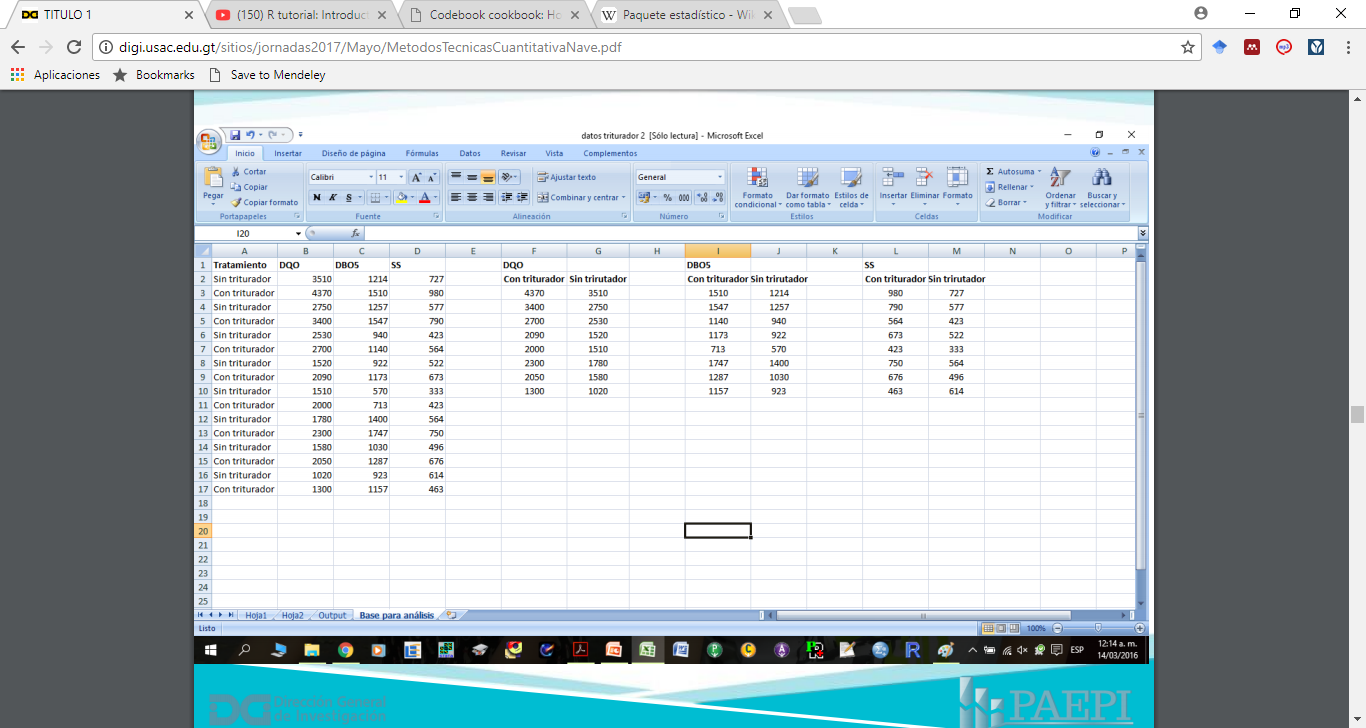 TITULO 1
(150) R tutorial: Introduct
Codebook cookbook: Ho
Paquete estadístico - Wik
digi.usac.edu.gt/sitios/jornadas2017/Mayo/MetodosTecnicasCuantitativaNave.pdf
Aplicaciones Bookmarks Save to Mendeley
datos triturador 2 [Sólo lectura] - Microsoft Excel
Inicio Insertar Diseño de página Fórmulas Datos Revisar Vista Complementos
Pegar Cortar Copiar Copiar formato Portapapeles
Calibri 11 N K S Fuente
Ajustar texto Combinar y centrar Alineación
General % 000 Número
Formato condicional Dar formato como tabla Estilos de celda Estilos
Insertar Eliminar Formato Celdas
Σ Autosuma Rellenar Borrar Ordenar y filtrar Buscar y seleccionar Modificar
I20 fx
A B C D E F G H I J K L M N O P
1 Tratamiento DQO DBO5 SS DQO DBO5 SS
2 Sin triturador 3510 1214 727 Con triturador Sin trirutador Con triturador Sin trirutador Con triturador Sin trirutador
3 Con triturador 4370 1510 980 4370 3510 1510 1214 980 727
4 Sin triturador 2750 1257 577 3400 2750 1547 1257 790 577
5 Con triturador 3400 1547 790 2700 2530 1140 940 564 423
6 Sin triturador 2530 940 423 2090 1520 1173 922 673 522
7 Con triturador 2700 1140 564 2000 1510 713 570 423 333
8 Sin triturador 1520 922 522 2300 1780 1747 1400 750 564
9 Con triturador 2090 1173 673 2050 1580 1287 1030 676 496
10 Sin triturador 1510 570 333 1300 1020 1157 923 463 614
11 Con triturador 2000 713 423
12 Sin triturador 1780 1400 564
13 Con triturador 2300 1747 750
14 Sin triturador 1580 1030 496
15 Con triturador 2050 1287 676
16 Sin triturador 1020 923 614
17 Con triturador 1300 1157 463
18
19
20
21
22
23
24
25
Hoja1 Hoja2 Output Base para análisis
Listo 100%
ESP 12:14 a. m.
14/03/2016
Dirección General
de Investigación
PAEPI